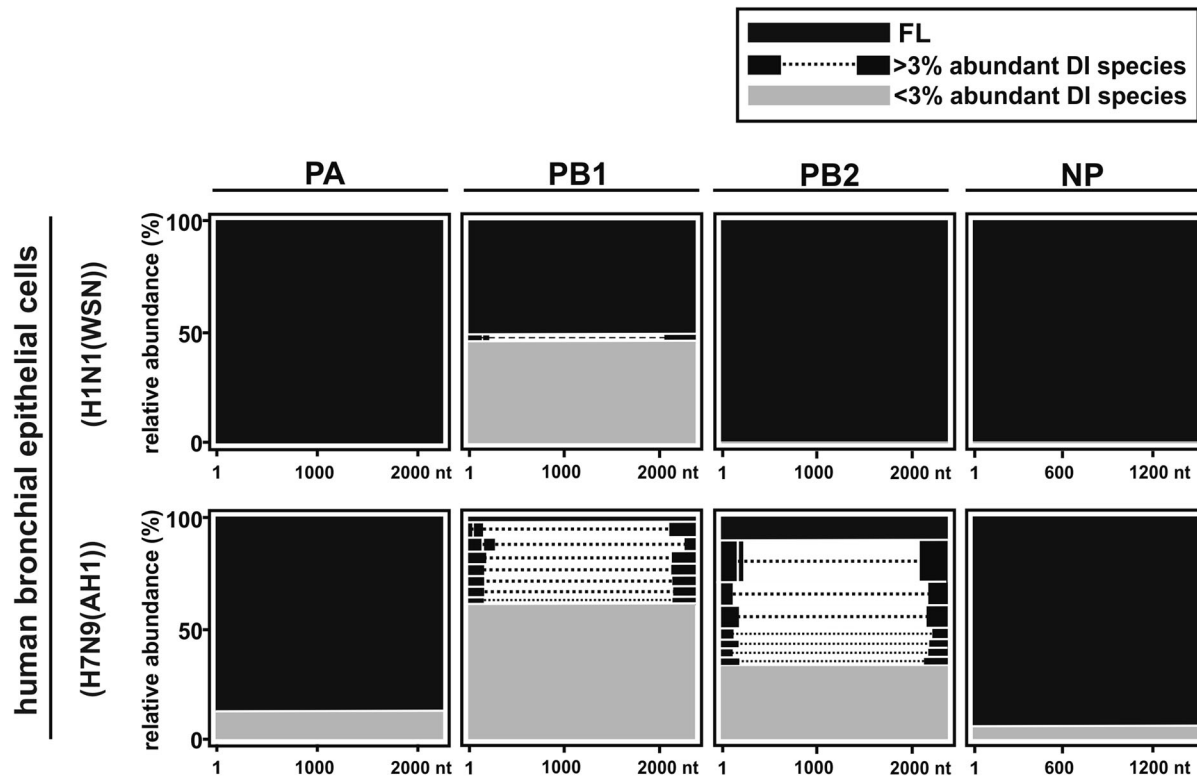 FL
>3% abundant DI species
<3% abundant DI species
PA PB1 PB2 NP
human bronchial epithelial cells
(H1N1(WSN))
relative abundance (%)
100
50
0
1 1000 2000 nt 1 1000 2000 nt 1 1000 2000 nt 1 600 1200 nt
(H7N9(AH1))
relative abundance (%)
100
50
0
1 1000 2000 nt 1 1000 2000 nt 1 1000 2000 nt 1 600 1200 nt